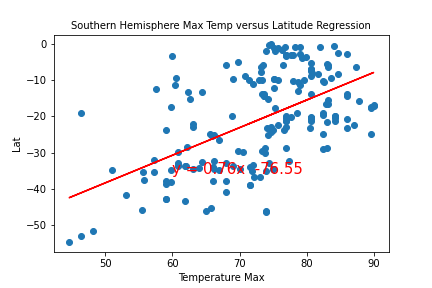 Southern Hemisphere Max Temp versus Latitude Regression
0
−10
−20
−30
−40
−50
Lat
y = 0.76x + -76.55
50
60
70
80
90
Temperature Max